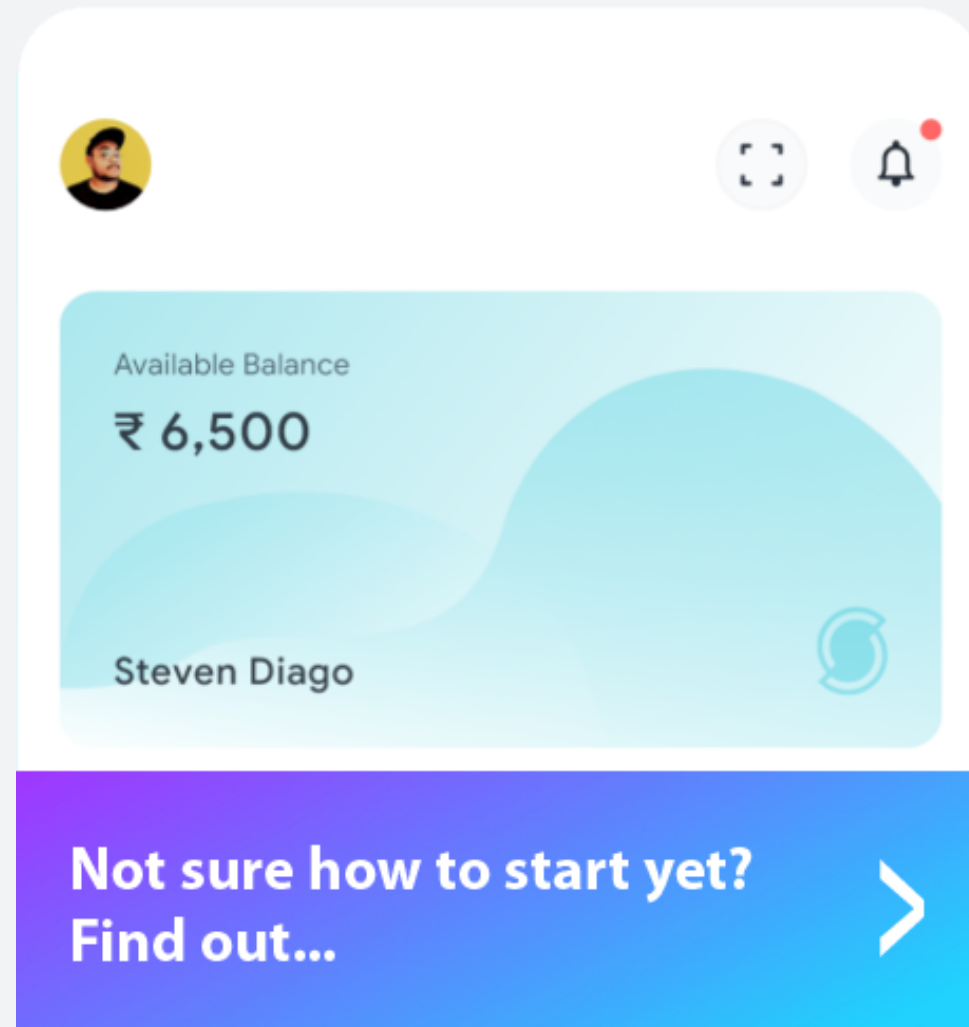 Available Balance
₹ 6,500
Steven Diago
Not sure how to start yet?
Find out...